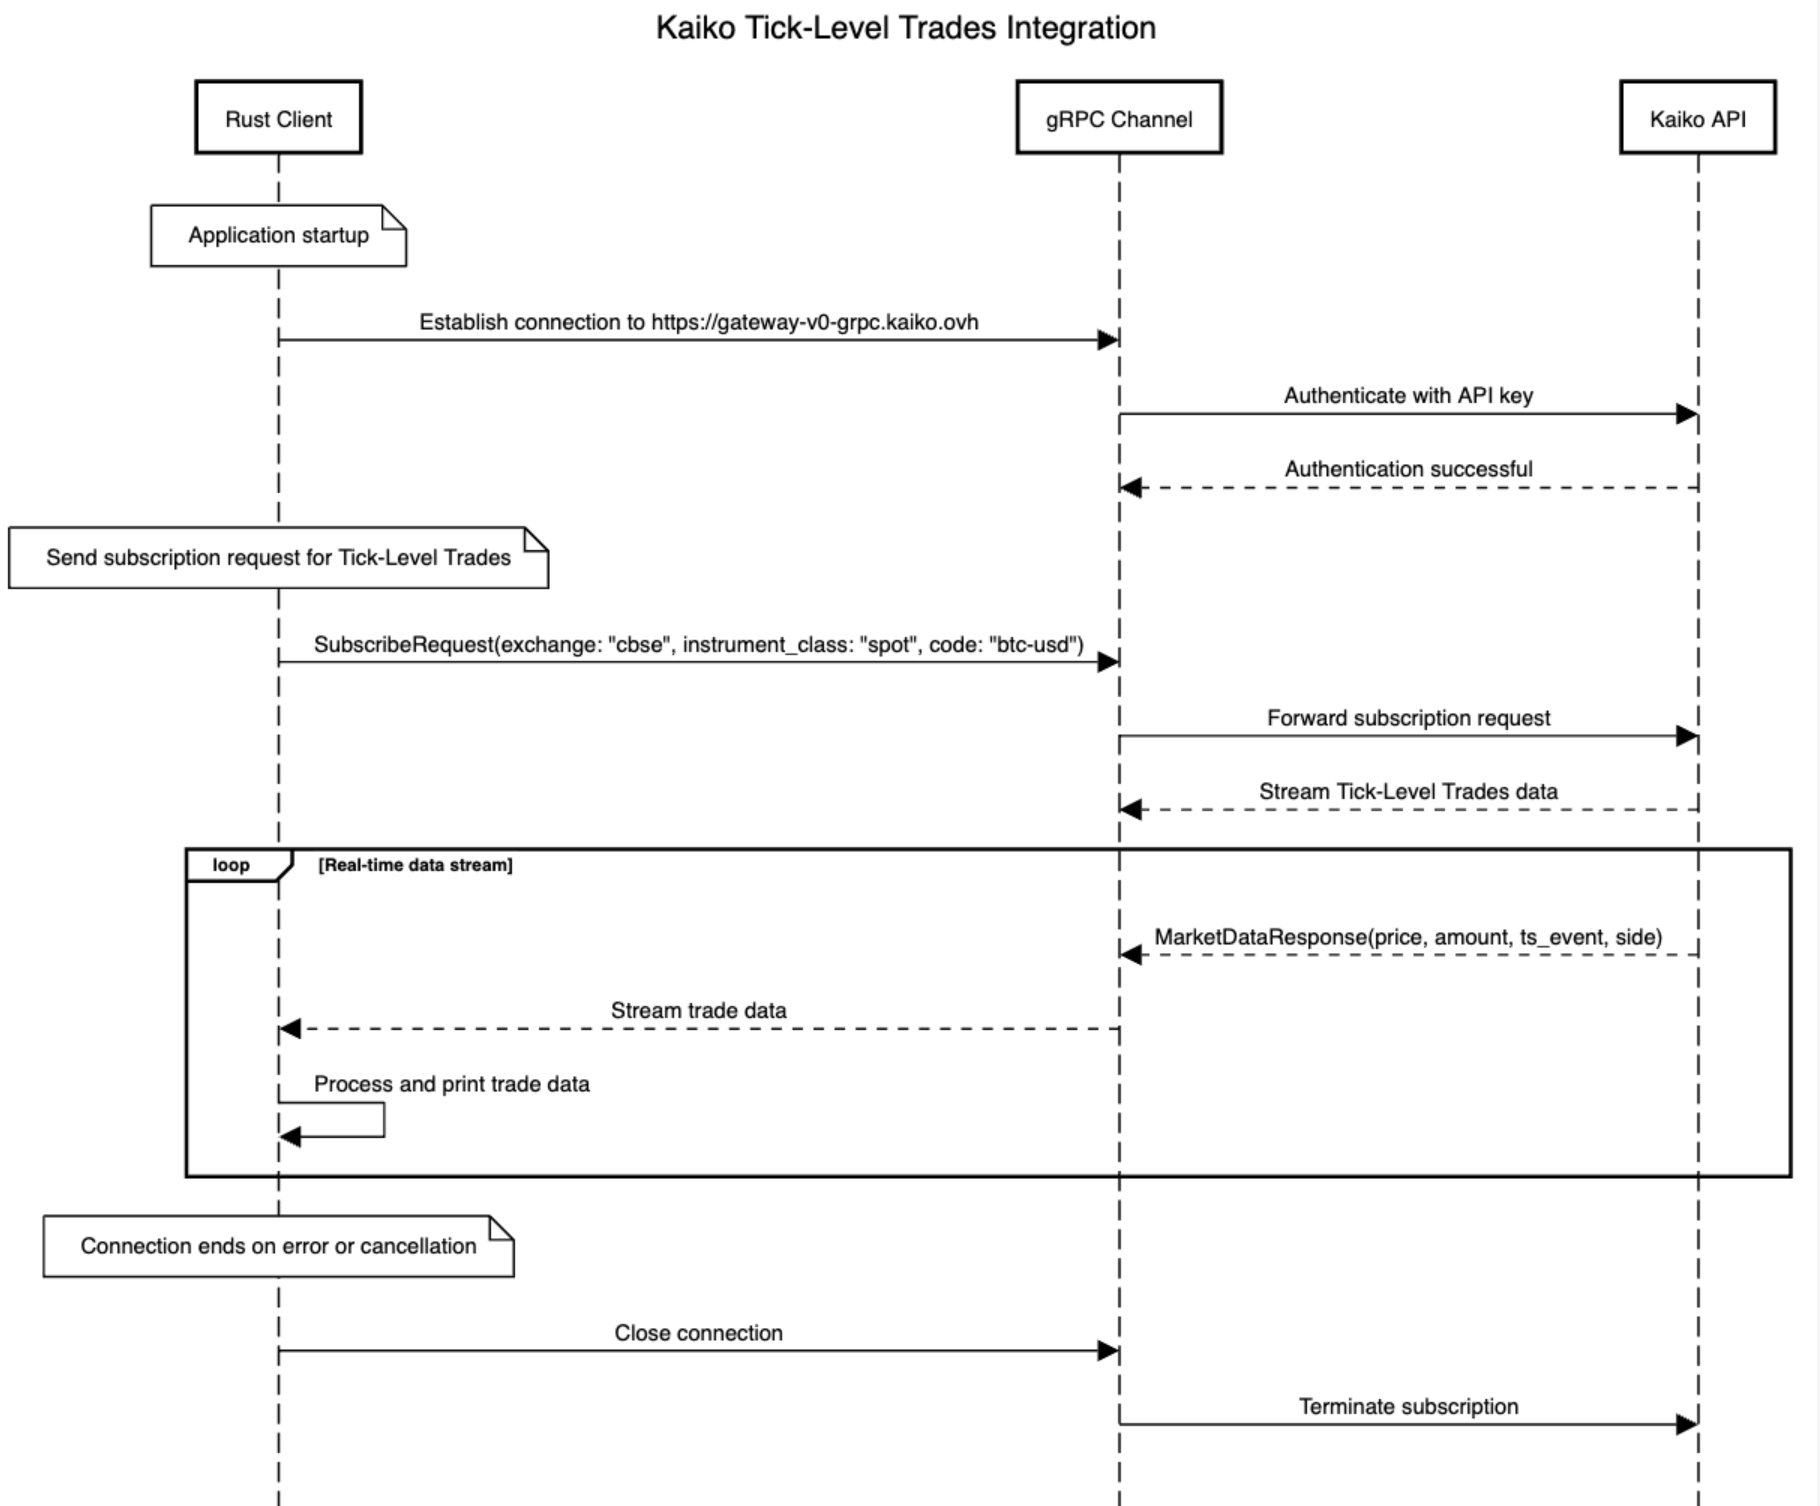 Kaiko Tick-Level Trades Integration
Rust Client
gRPC Channel
Kaiko API
Application startup
Establish connection to https://gateway-v0-grpc.kaiko.ovh
Authenticate with API key
Authentication successful
Send subscription request for Tick-Level Trades
SubscribeRequest(exchange: "cbse", instrument_class: "spot", code: "btc-usd")
Forward subscription request
Stream Tick-Level Trades data
loop
[Real-time data stream]
MarketDataResponse(price, amount, ts_event, side)
Stream trade data
Process and print trade data
Connection ends on error or cancellation
Close connection
Terminate subscription